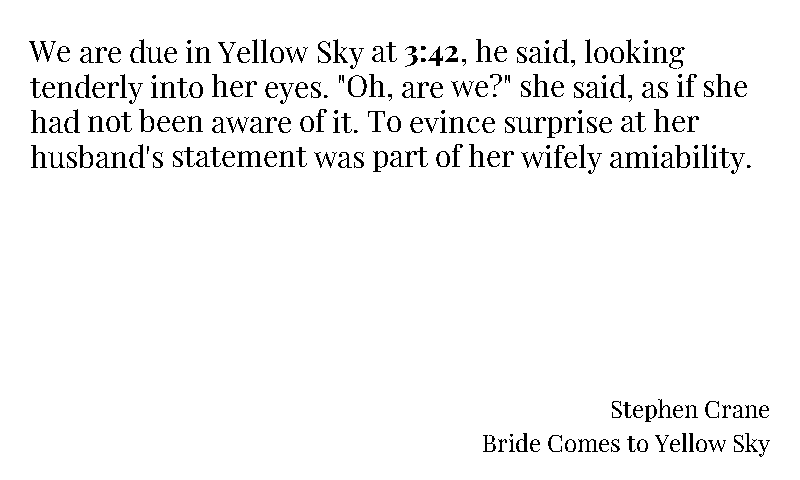 We are due in Yellow Sky at 3:42, he said, looking
tenderly into her eyes. "Oh, are we?" she said, as if she
had not been aware of it. To evince surprise at her
husband's statement was part of her wifely amiability.
Stephen Crane
Bride Comes to Yellow Sky